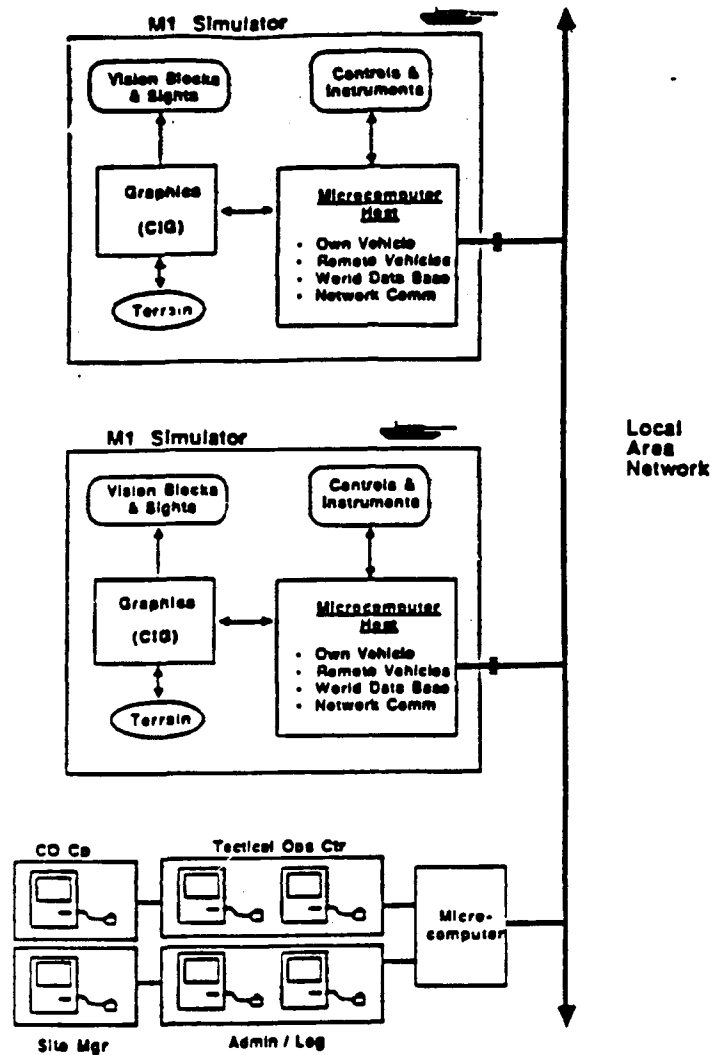 M1 Simulator
Vision Blocks
& Sights
Controls &
Instruments
Graphics
(CIG)
Microcomputer
Host
• Own Vehicle
• Remote Vehicles
• World Data Base
• Network Comm
Terrain
Local
Area
Network
M1 Simulator
Vision Blocks
& Sights
Controls &
Instruments
Graphics
(CIG)
Microcomputer
Host
• Own Vehicle
• Remote Vehicles
• World Data Base
• Network Comm
Terrain
CO Cp
Tactical Ops Ctr
Micro-
computer
Site Mgr
Admin / Log